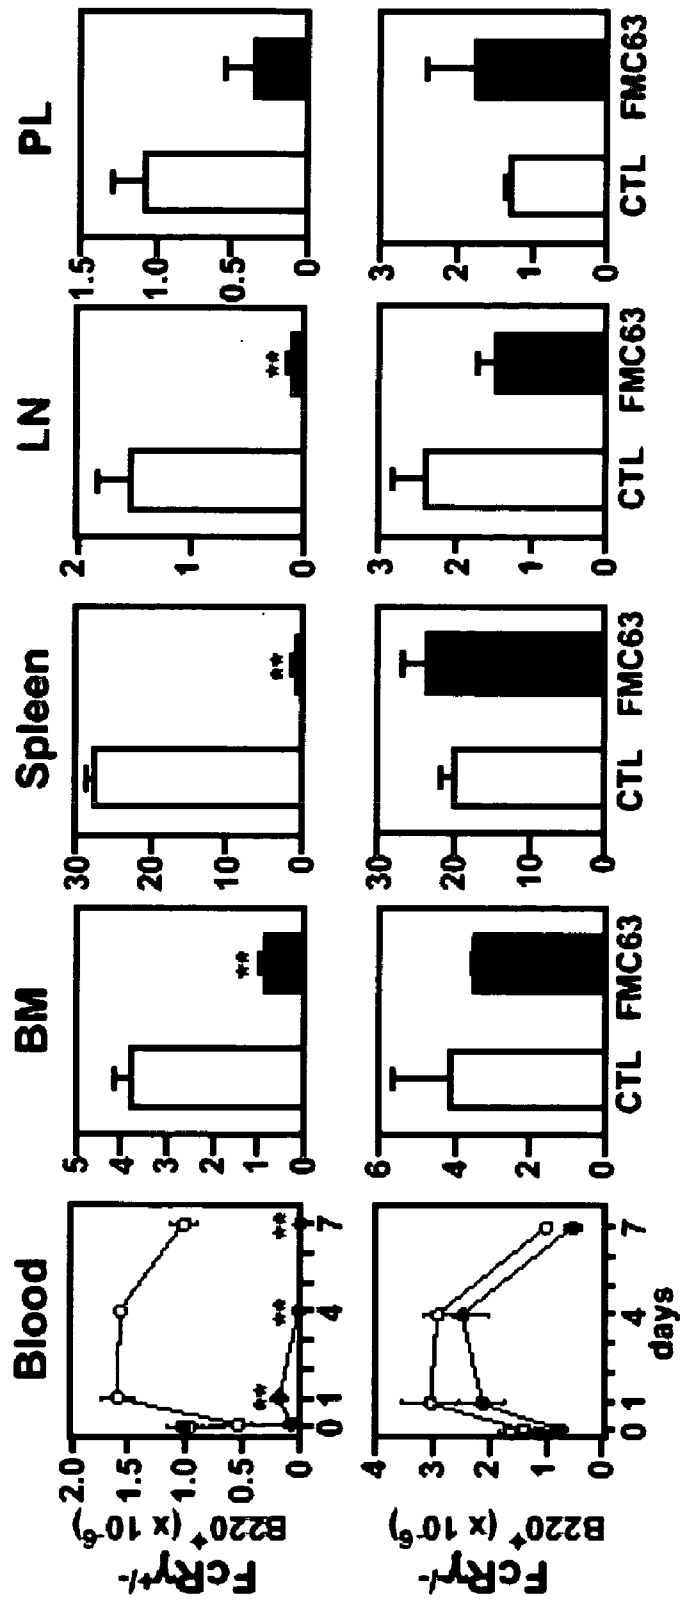 Blood
BM
Spleen
LN
PL
FcRγ+/-
B220+
(x 10-6)
2.0
1.5
1.0
0.5
0
**
**
**
5
4
3
2
1
0
**
30
20
10
0
**
2
1
0
**
1.5
1.0
0.5
0
FcRγ-/-
B220+
(x 10-6)
4
3
2
1
0
0 1 4 7
days
6
4
2
0
CTL FMC63
30
20
10
0
CTL FMC63
3
2
1
0
CTL FMC63
3
2
1
0
CTL FMC63